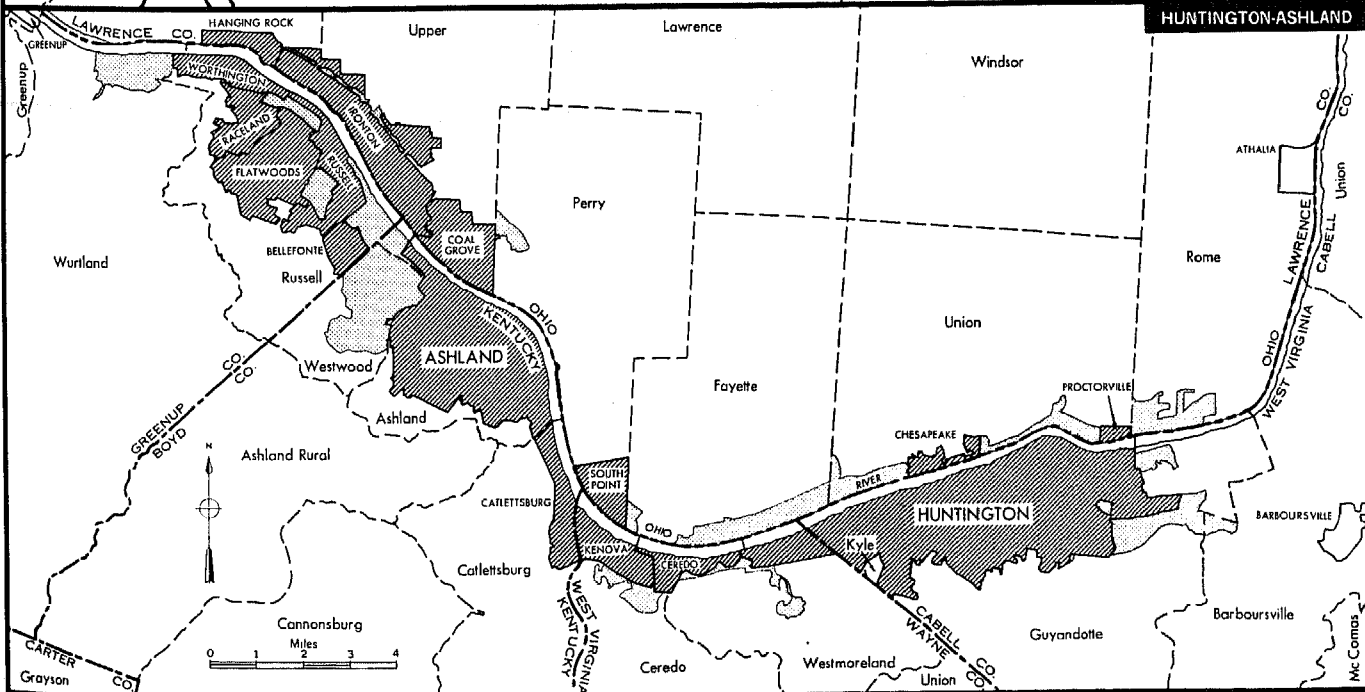 HUNTINGTON-ASHLAND
LAWRENCE CO.
HANGING ROCK
Upper
Lawrence
Windsor
GREENUP
Greenup
WORTHINGTON
IRONTON
RACELAND
FLATWOODS
RUSSELL
CO.
CO.
ATHALIA
Union
LAWRENCE
CABELL
Perry
COAL
GROVE
BELLEFONTE
Wurtland
Russell
Rome
OHIO
KENTUCKY
Union
OHIO
WEST VIRGINIA
ASHLAND
Westwood
CO.
CO.
Fayette
PROCTORVILLE
Ashland
GREENUP
BOYD
Ashland Rural
CHESAPEAKE
N
SOUTH
POINT
RIVER
CATLETTSBURG
HUNTINGTON
BARBOURSVILLE
OHIO
KENOVA
CEREDO
Kyle
Catlettsburg
WEST VIRGINIA
KENTUCKY
Cannonsburg
Miles
0 1 2 3 4
CABELL CO.
WAYNE CO.
Guyandotte
Barboursville
McComas
CARTER
CO.
Grayson
Ceredo
Westmoreland
Union